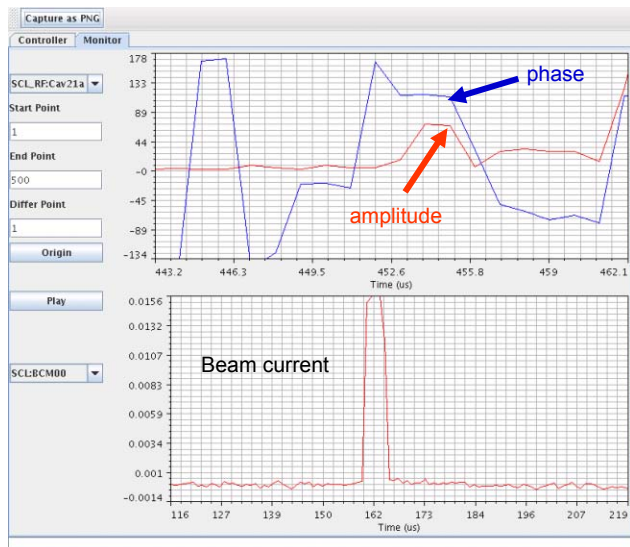 Capture as PNG
Controller Monitor
SCL_RF:Cav21a
Start Point
1
End Point
500
Differ Point
1
Origin
Play
SCL:BCM00
178
133
89
44
-0
-45
-89
-134
phase
amplitude
443.2 446.3 449.5 452.6 455.8 459 462.1
Time (us)
0.0156
0.0132
0.0107
0.0083
0.0059
0.0034
0.001
-0.0014
Beam current
116 127 139 150 162 173 184 196 207 219
Time (us)